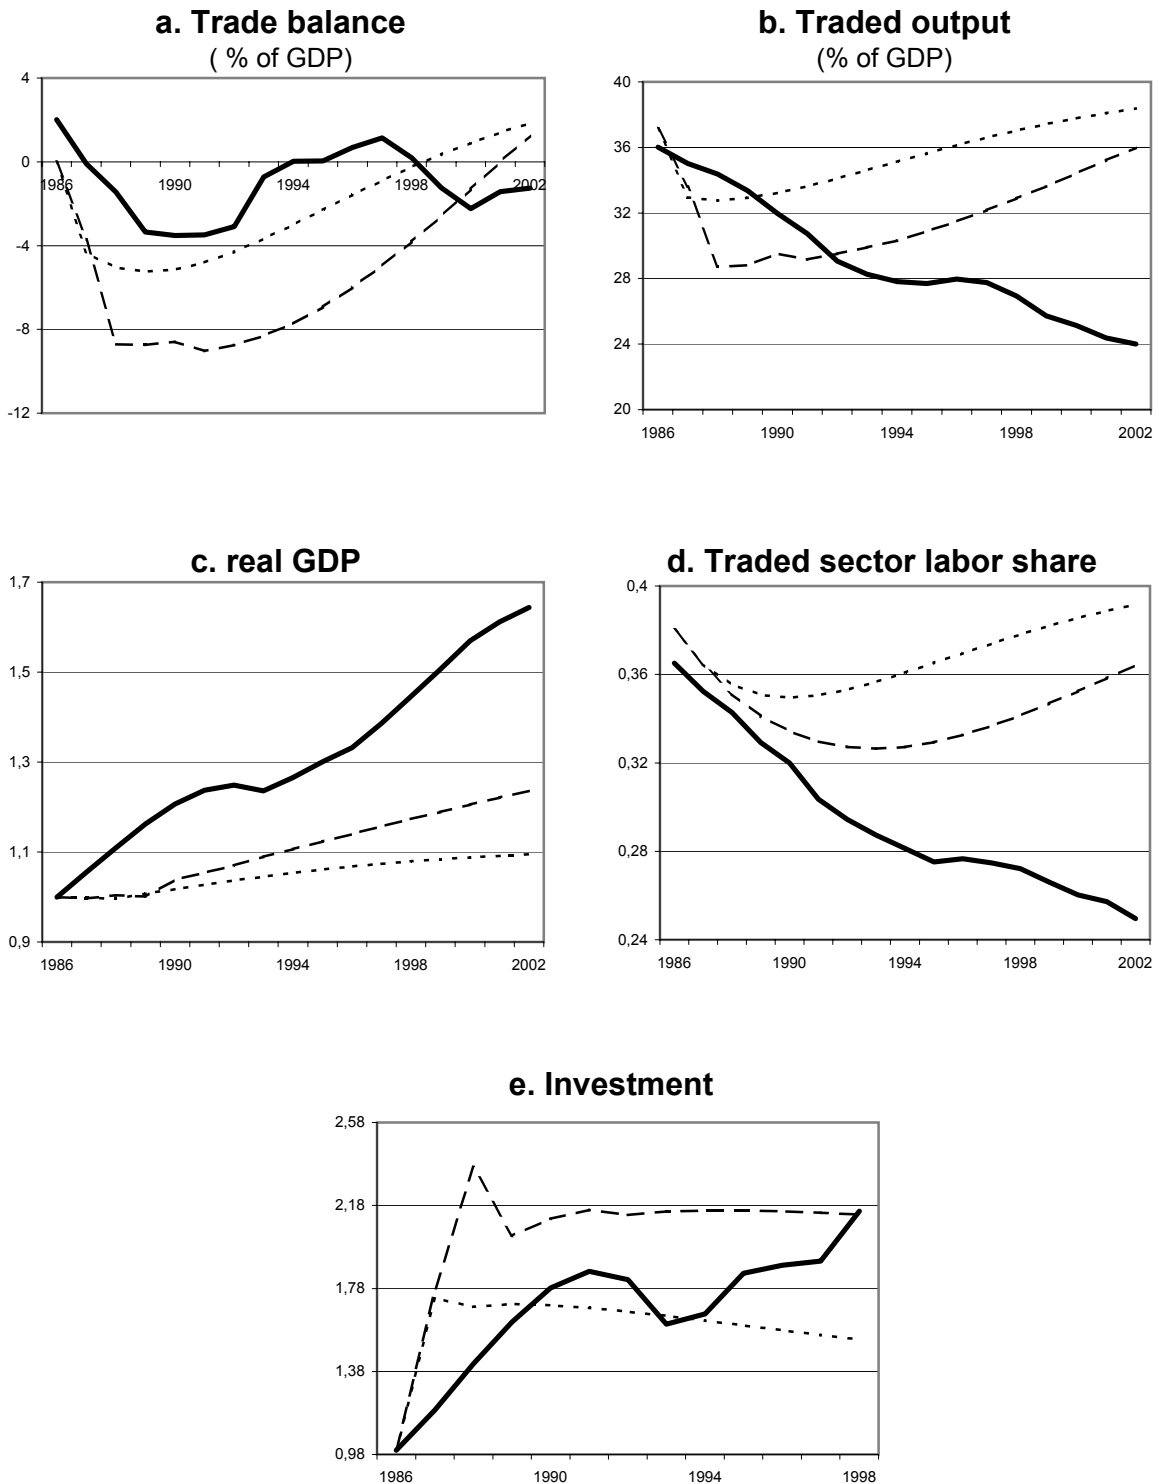 a. Trade balance
( % of GDP)
4
0
-4
-8
-12
1986 1990 1994 1998 2002
b. Traded output
(% of GDP)
40
36
32
28
24
20
1986 1990 1994 1998 2002
c. real GDP
1,7
1,5
1,3
1,1
0,9
1986 1990 1994 1998 2002
d. Traded sector labor share
0,4
0,36
0,32
0,28
0,24
1986 1990 1994 1998 2002
e. Investment
2,58
2,18
1,78
1,38
0,98
1986 1990 1994 1998